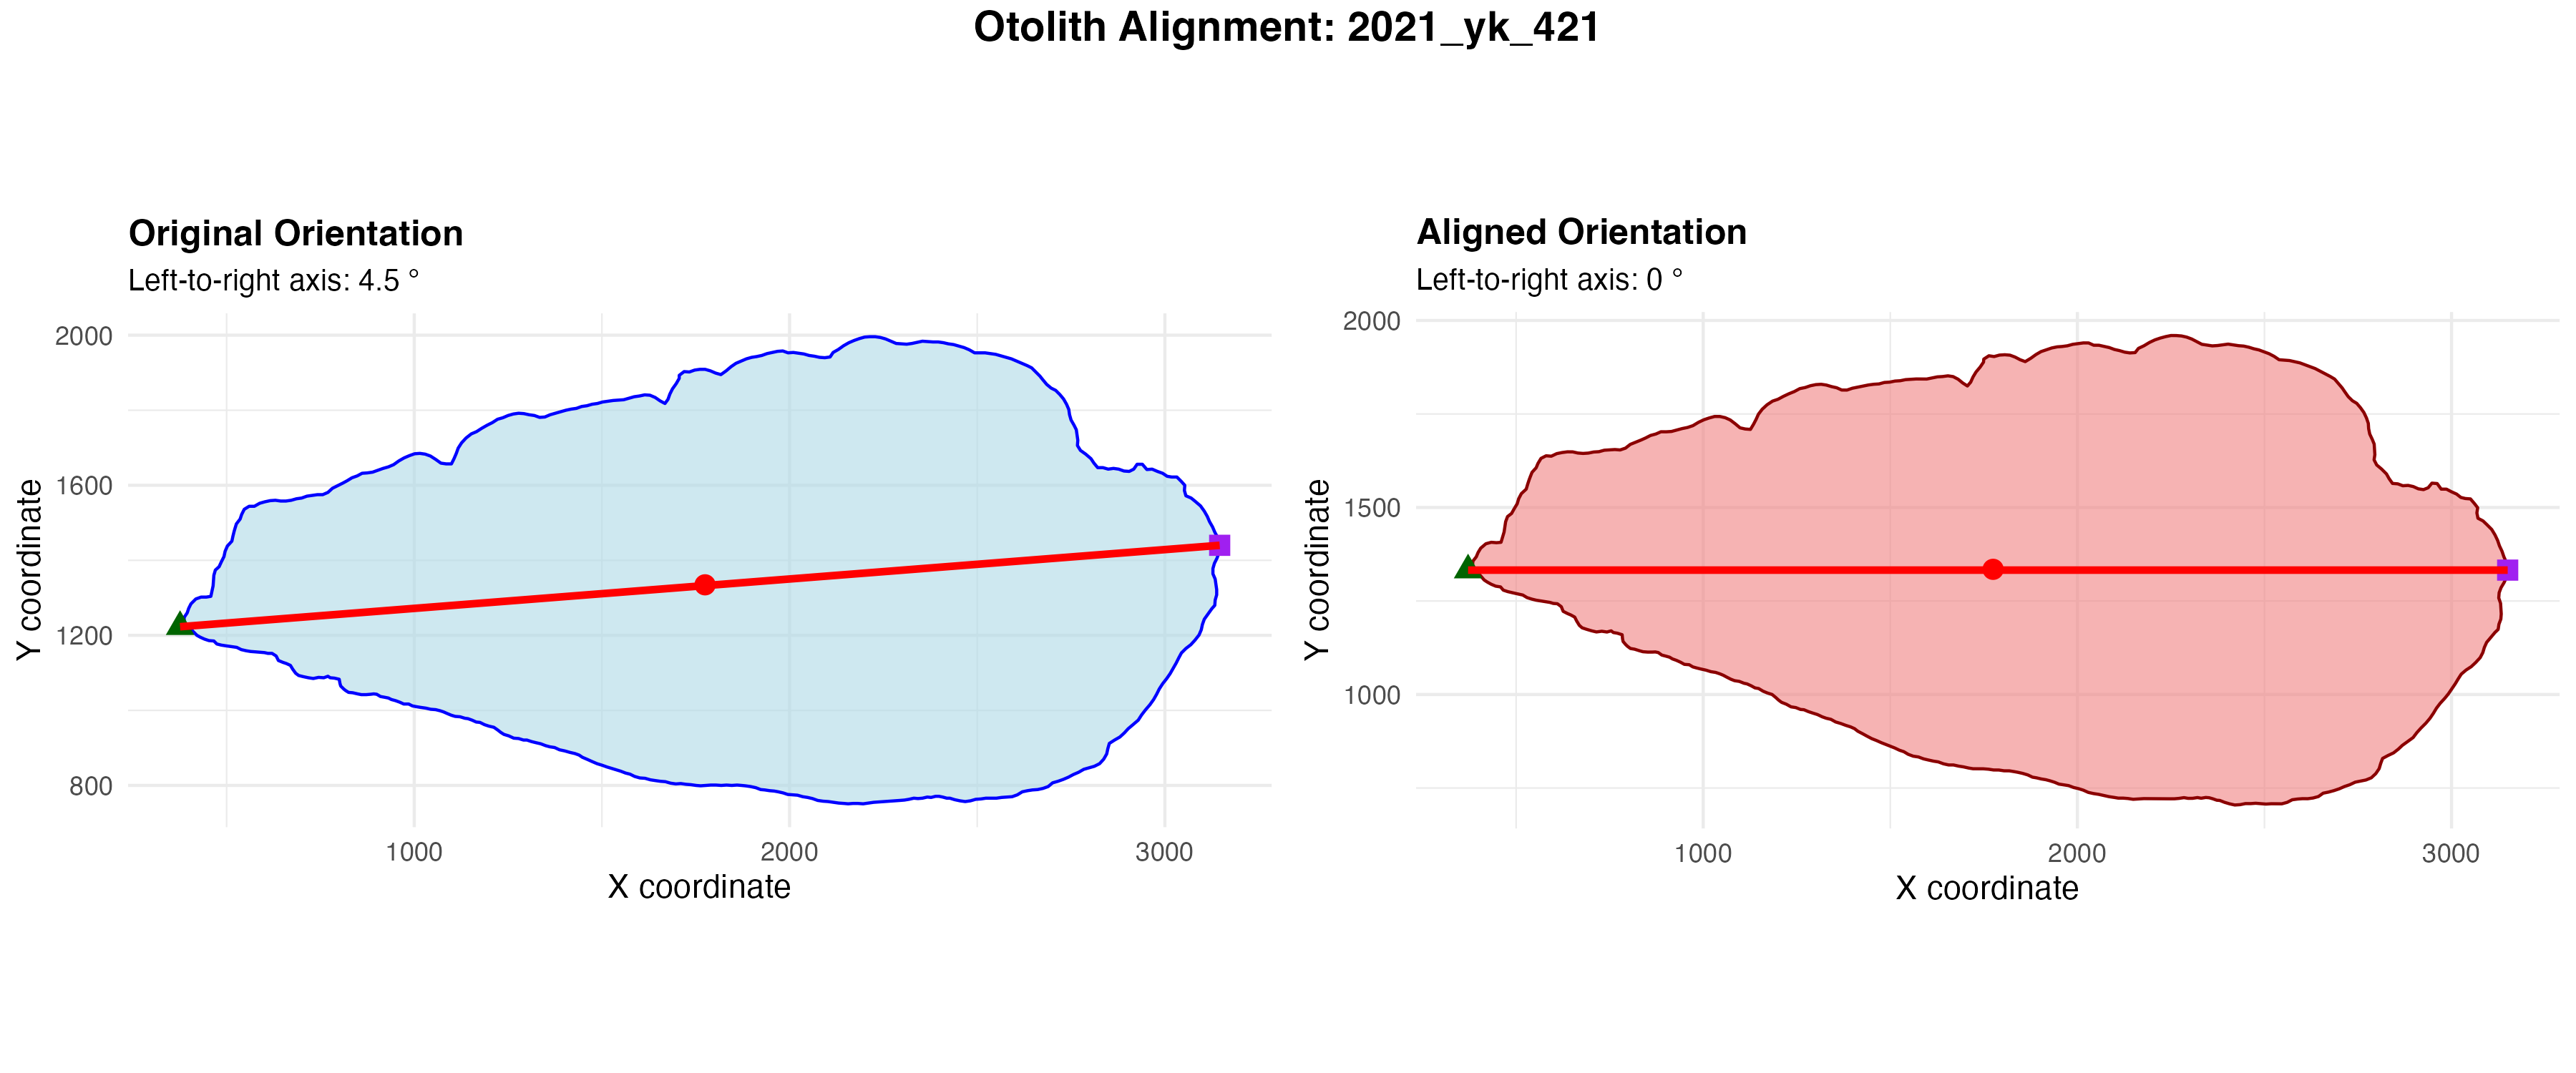 Otolith Alignment: 2021_yk_421
Original Orientation
Left-to-right axis: 4.5 °
2000
1600
1200
800
Y coordinate
1000
2000
3000
X coordinate
Aligned Orientation
Left-to-right axis: 0 °
2000
1500
1000
Y coordinate
1000
2000
3000
X coordinate